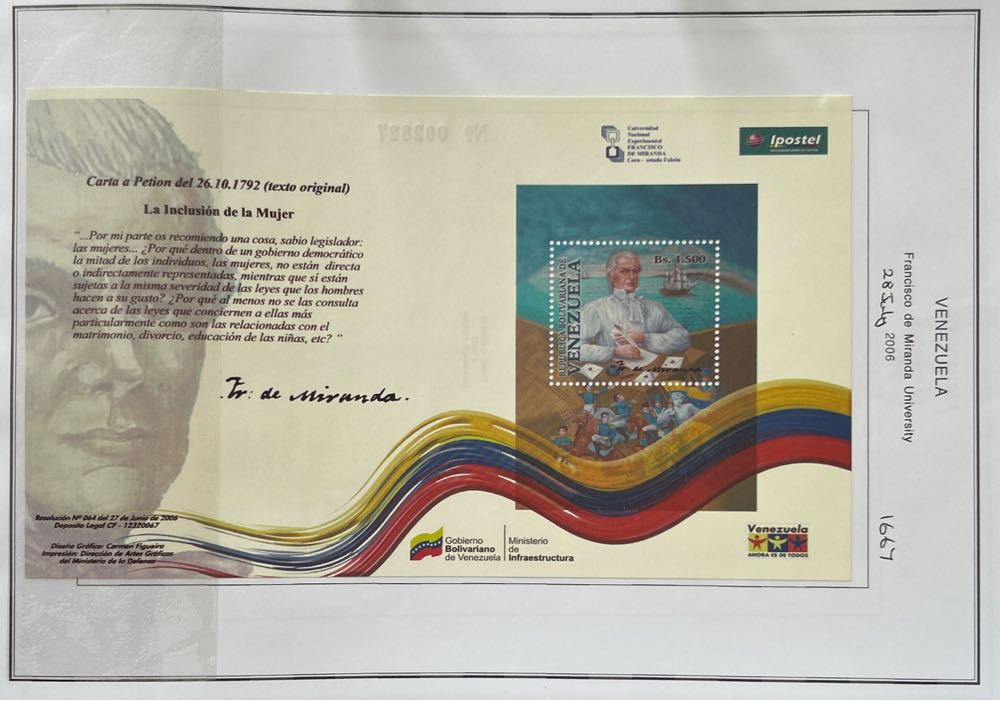 Nº 002827
Universidad
Nacional
Experimental
FRANCISCO
DE MIRANDA
Coro - estado Falcón
Ipostel
Carta a Petion del 26.10.1792 (texto original)
La Inclusión de la Mujer
"...Por mi parte os recomiendo una cosa, sabio legislador:
las mujeres... ¿Por qué dentro de un gobierno democrático
la mitad de los individuos, las mujeres, no están directa
o indirectamente representadas, mientras que sí están
sujetas a la misma severidad de las leyes que los hombres
hacen a su gusto? ¿Por qué al menos no se las consulta
acerca de las leyes que conciernen a ellas más
particularmente como son las relacionadas con el
matrimonio, divorcio, educación de las niñas, etc? "
Fr: de Miranda.
REPÚBLICA BOLIVARIANA DE
VENEZUELA
Bs. 1.500
Fr: de Miranda.
Resolución Nº 064 del 27 de Junio de 2006
Deposito Legal CF - 12320067
Diseño Gráfico: Carmen Figueira
Impresión: Dirección de Artes Gráficas
del Ministerio de la Defensa
Gobierno
Bolivariano
de Venezuela
Ministerio
de
Infraestructura
Venezuela
AHORA ES DE TODOS
VENEZUELA
Francisco de Miranda University
28 July 2006
1667